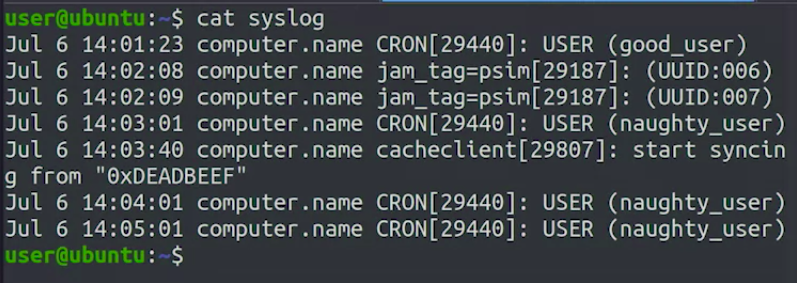 user@ubuntu:~$ cat syslog
Jul 6 14:01:23 computer.name CRON[29440]: USER (good_user)
Jul 6 14:02:08 computer.name jam_tag=psim[29187]: (UUID:006)
Jul 6 14:02:09 computer.name jam_tag=psim[29187]: (UUID:007)
Jul 6 14:03:01 computer.name CRON[29440]: USER (naughty_user)
Jul 6 14:03:40 computer.name cacheclient[29807]: start syncin
g from "0xDEADBEEF"
Jul 6 14:04:01 computer.name CRON[29440]: USER (naughty_user)
Jul 6 14:05:01 computer.name CRON[29440]: USER (naughty_user)
user@ubuntu:~$